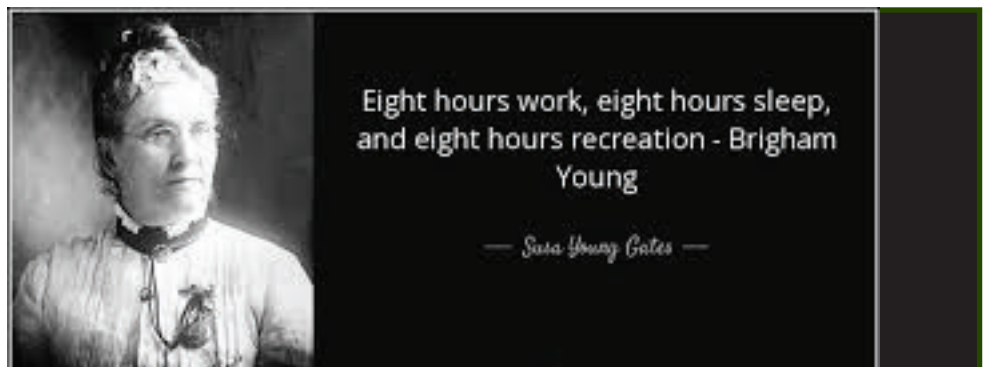 Eight hours work, eight hours sleep,
and eight hours recreation - Brigham
Young
— Susa Young Gates —